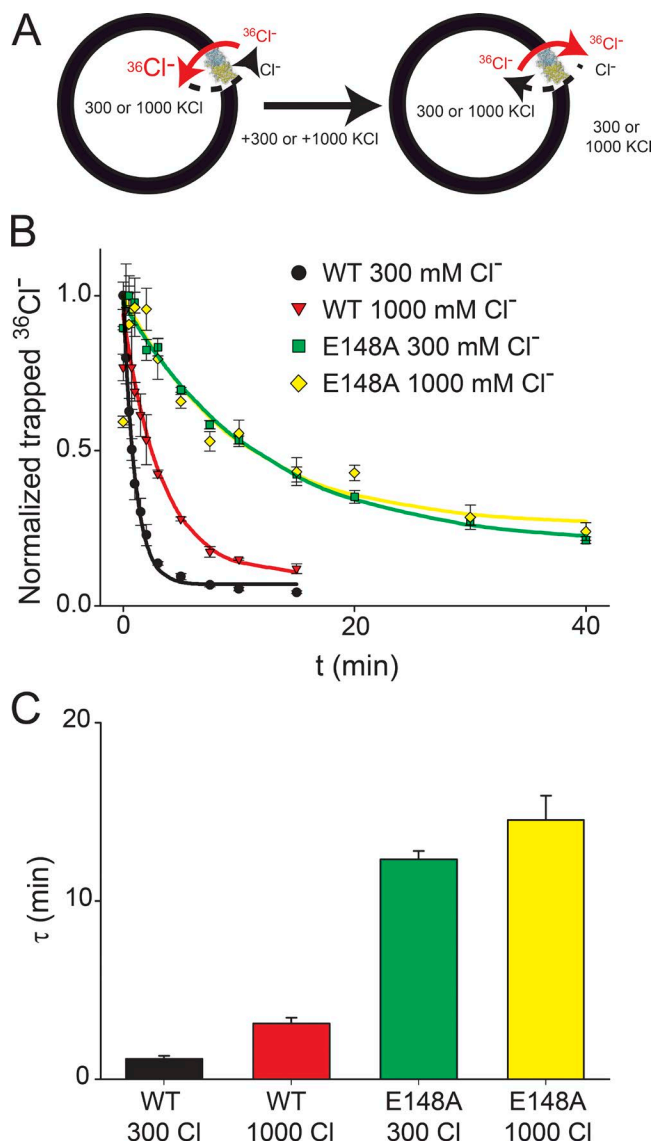 A
³⁶Cl⁻
³⁶Cl⁻
Cl⁻
300 or 1000 KCl
+300 or +1000 KCl
³⁶Cl⁻
³⁶Cl⁻
Cl⁻
300 or 1000 KCl
300 or
1000 KCl
B
Normalized trapped ³⁶Cl⁻
1.0
0.5
0.0
WT 300 mM Cl⁻
WT 1000 mM Cl⁻
E148A 300 mM Cl⁻
E148A 1000 mM Cl⁻
0
20
40
t (min)
C
τ (min)
20
10
0
WT
300 Cl
WT
1000 Cl
E148A
300 Cl
E148A
1000 Cl